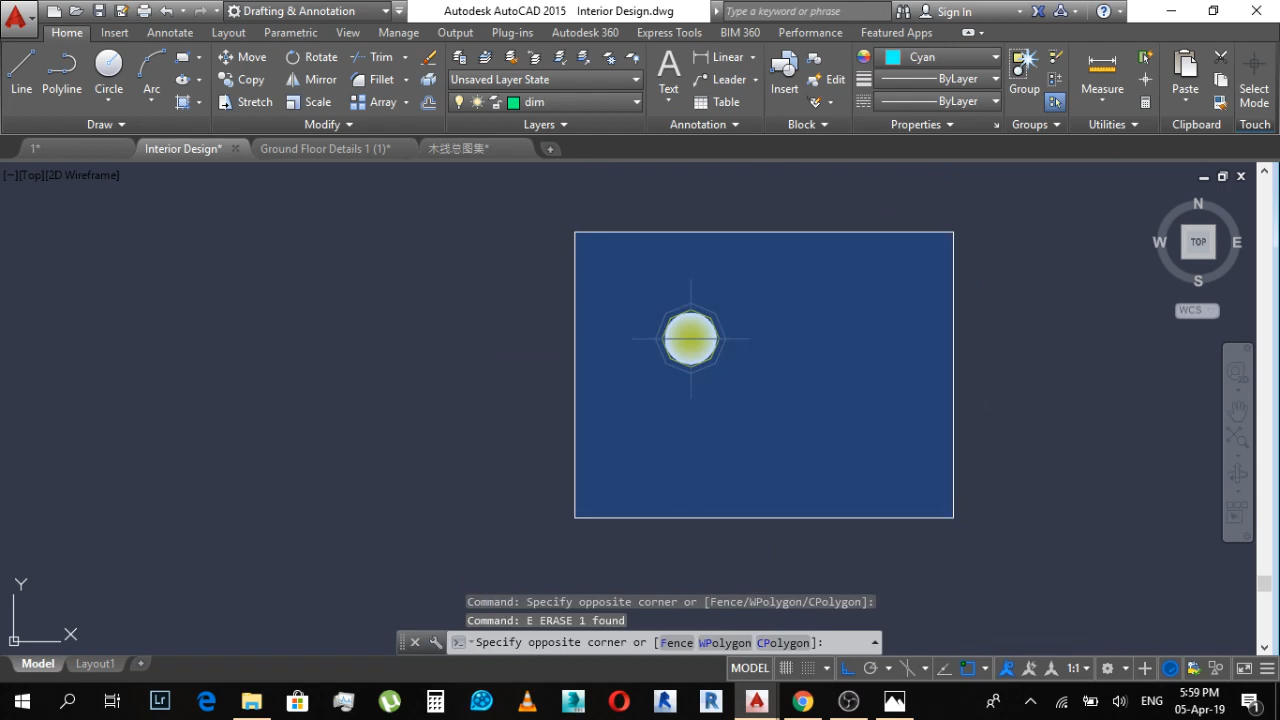 Drafting & Annotation
Autodesk AutoCAD 2015 Interior Design.dwg
Type a keyword or phrase
Sign In
Home Insert Annotate Layout Parametric View Manage Output Plug-ins Autodesk 360 Express Tools BIM 360 Performance Featured Apps
Line Polyline Circle Arc
Move Rotate Trim
Copy Mirror Fillet
Stretch Scale Array
Unsaved Layer State
dim
Text
Linear
Leader
Table
Insert
Edit
Cyan
ByLayer
ByLayer
Group
Measure
Paste
Select
Mode
Draw Modify Layers Annotation Block Properties Groups Utilities Clipboard Touch
1* Interior Design* Ground Floor Details 1 (1)* 木线总图集*
[−][Top][2D Wireframe]
N
W TOP E
S
WCS
Y
X
Command: Specify opposite corner or [Fence/WPolygon/CPolygon]:
Command: E ERASE 1 found
Specify opposite corner or [Fence WPolygon CPolygon]:
Model Layout1
MODEL
1:1
Lr
R
ENG
5:59 PM
05-Apr-19
1